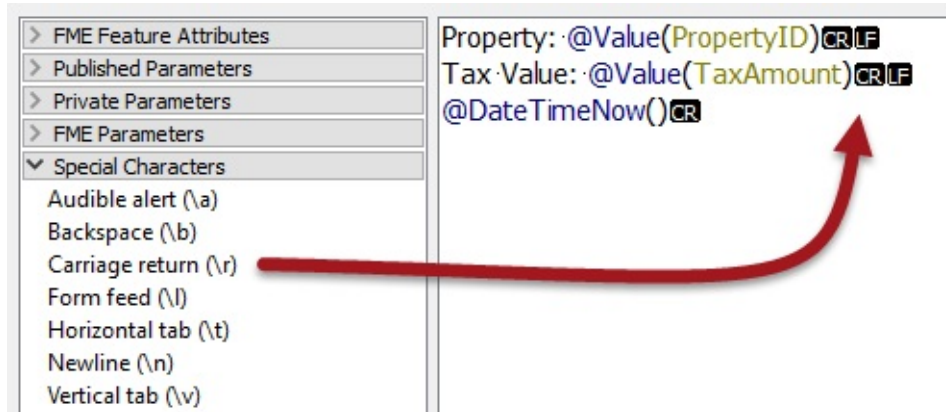 FME Feature Attributes
Published Parameters
Private Parameters
FME Parameters
Special Characters
Audible alert (\a)
Backspace (\b)
Carriage return (\r)
Form feed (\l)
Horizontal tab (\t)
Newline (\n)
Vertical tab (\v)
Property:·@Value(PropertyID)CRLF
Tax·Value:·@Value(TaxAmount)CRLF
@DateTimeNow()CR